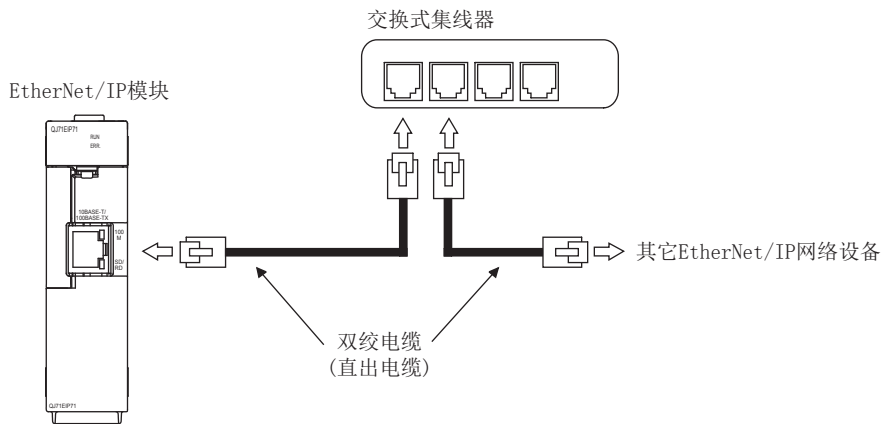 交换式集线器
EtherNet/IP模块
QJ71EIP71
RUN
ERR.
10BASE-T/
100BASE-TX
100
M
SD/
RD
其它EtherNet/IP网络设备
双绞电缆
(直出电缆)
QJ71EIP71